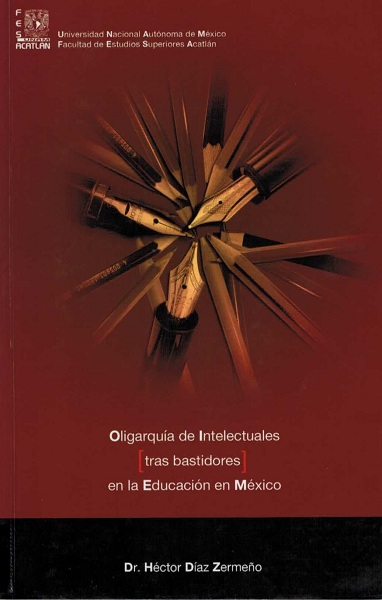 FES
UNAM
ACATLÁN
Universidad Nacional Autónoma de México
Facultad de Estudios Superiores Acatlán
Oligarquía de Intelectuales
[tras bastidores]
en la Educación en México
Dr. Héctor Díaz Zermeño